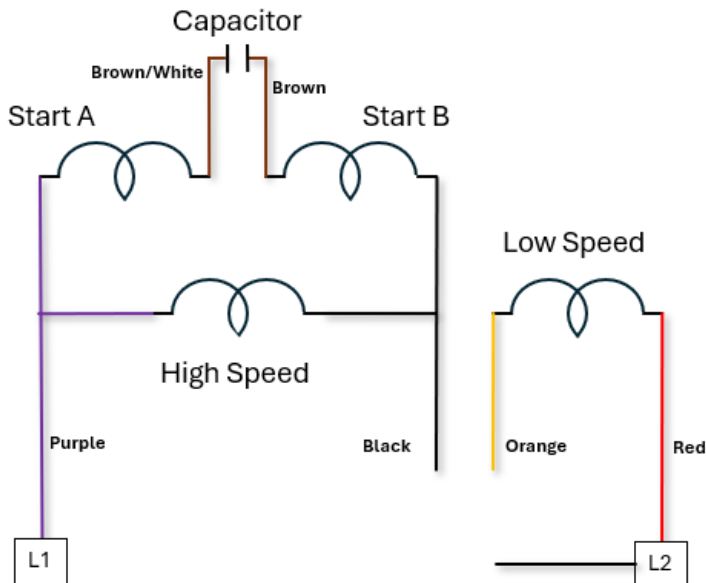 Capacitor
Brown/White
Brown
Start A
Start B
Low Speed
High Speed
Purple
Black
Orange
Red
L1
L2